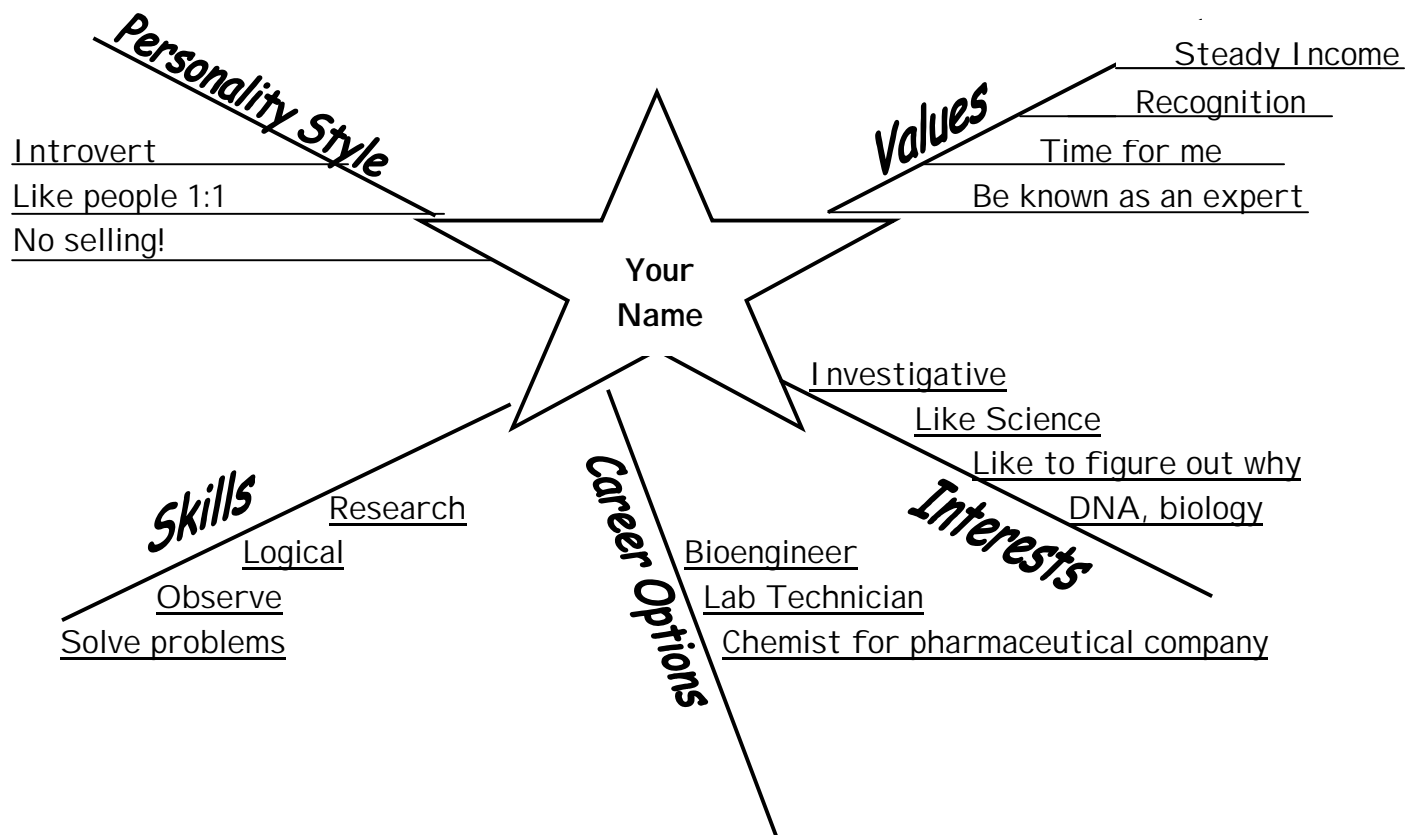 Personality Style
Introvert
Like people 1:1
No selling!
Values
Steady Income
Recognition
Time for me
Be known as an expert
Your
Name
Skills
Research
Logical
Observe
Solve problems
Career Options
Bioengineer
Lab Technician
Chemist for pharmaceutical company
Interests
Investigative
Like Science
Like to figure out why
DNA, biology